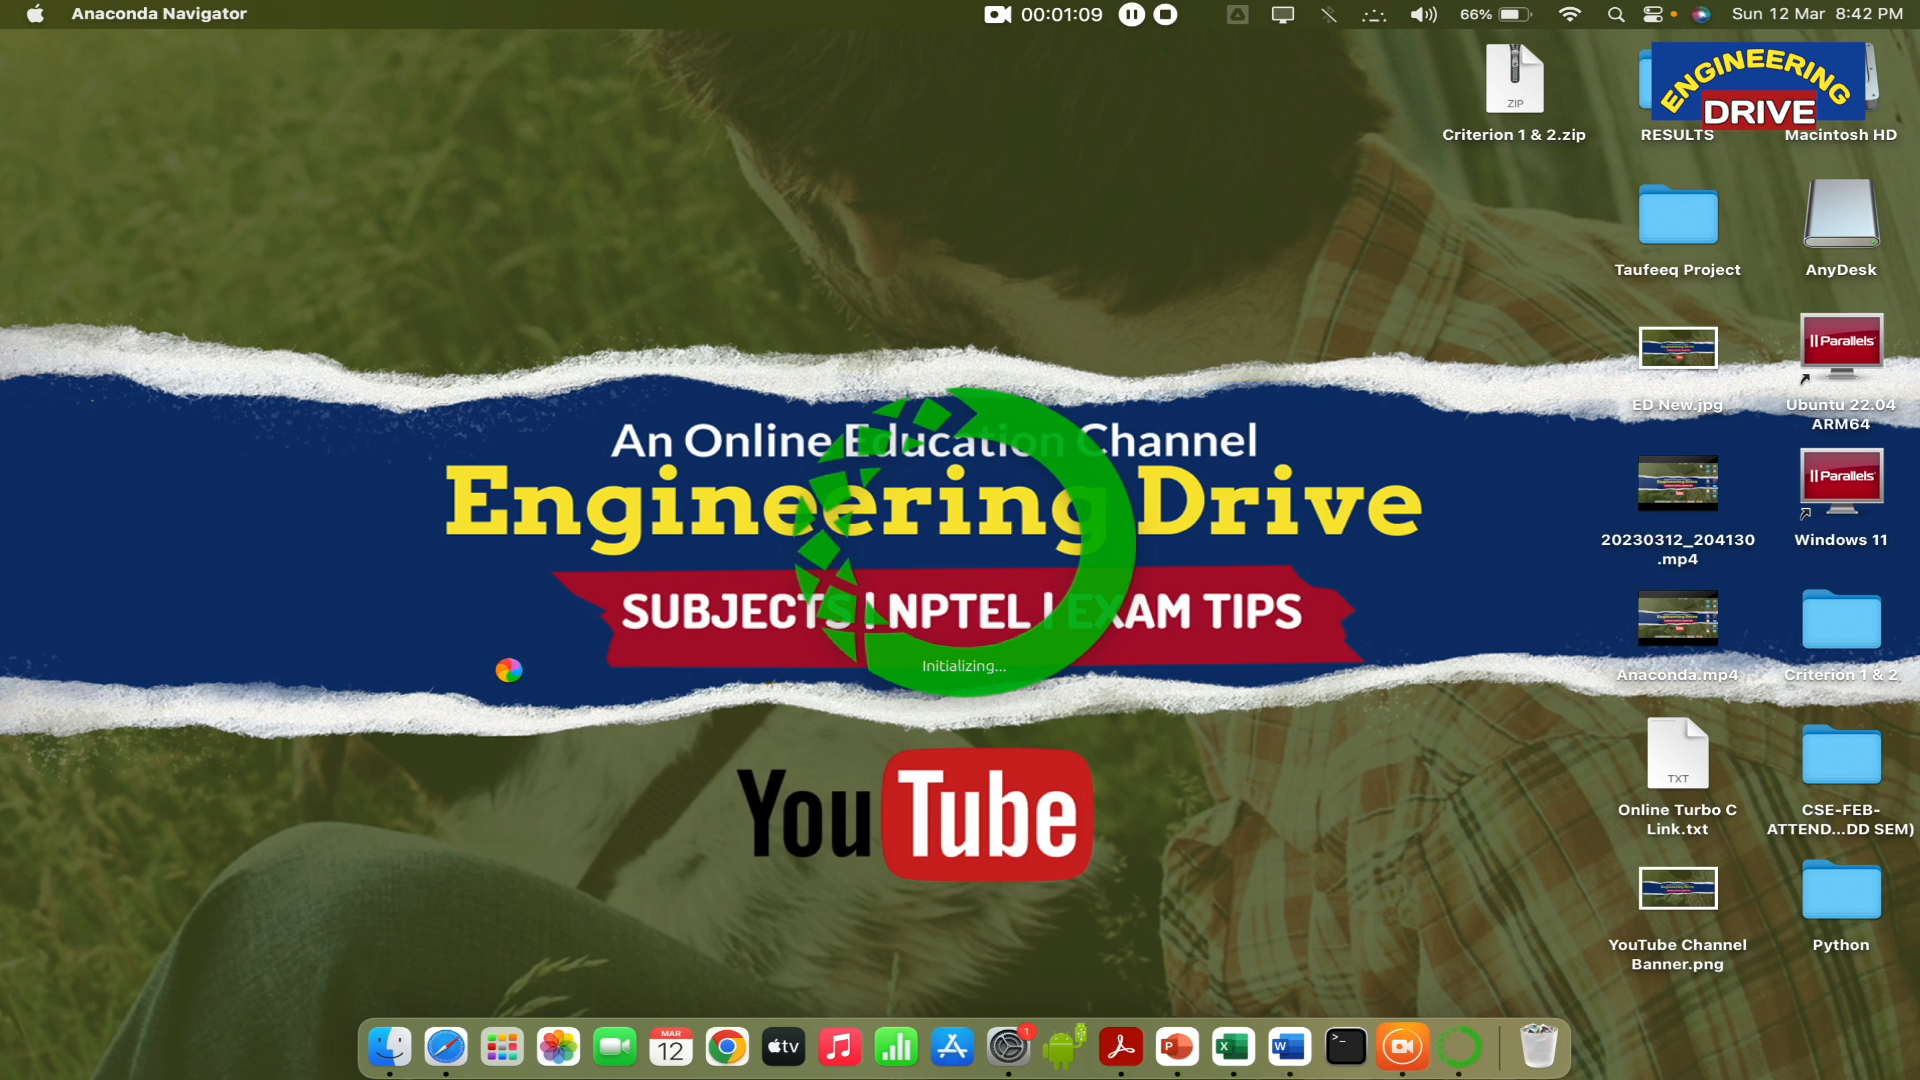 Anaconda Navigator
00:01:09
66%
Sun 12 Mar 8:42 PM
ZIP
Criterion 1 & 2.zip
RESULTS
Macintosh HD
ENGINEERING
DRIVE
Taufeeq Project
AnyDesk
ED New.jpg
Parallels
Ubuntu 22.04
ARM64
20230312_204130
.mp4
Parallels
Windows 11
Anaconda.mp4
Criterion 1 & 2
TXT
Online Turbo C
Link.txt
CSE-FEB-
ATTEND...DD SEM)
YouTube Channel
Banner.png
Python
An Online Education Channel
Engineering Drive
SUBJECTS | NPTEL | EXAM TIPS
Initializing...
YouTube
MAR
12
tv
1
P
X
W
>_